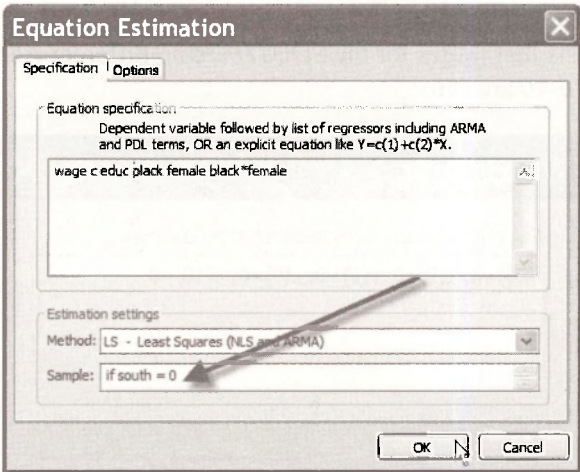 Equation Estimation
Specification Options
Equation specification
Dependent variable followed by list of regressors including ARMA
and PDL terms, OR an explicit equation like Y=c(1)+c(2)*X.
wage c educ black female black*female
Estimation settings
Method: LS - Least Squares (NLS and ARMA)
Sample: if south = 0
OK Cancel